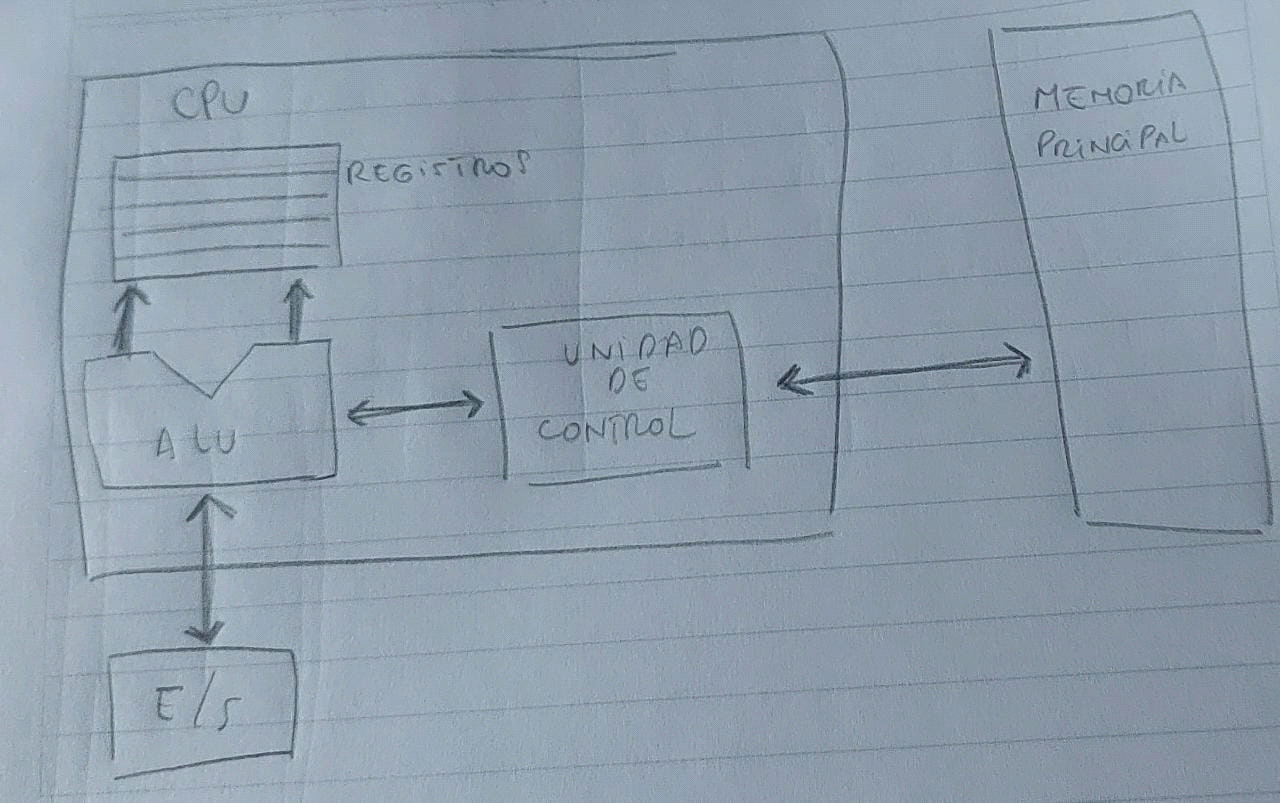 CPU
REGISTROS
MEMORIA
PRINCIPAL
UNIDAD
DE
CONTROL
ALU
E/S